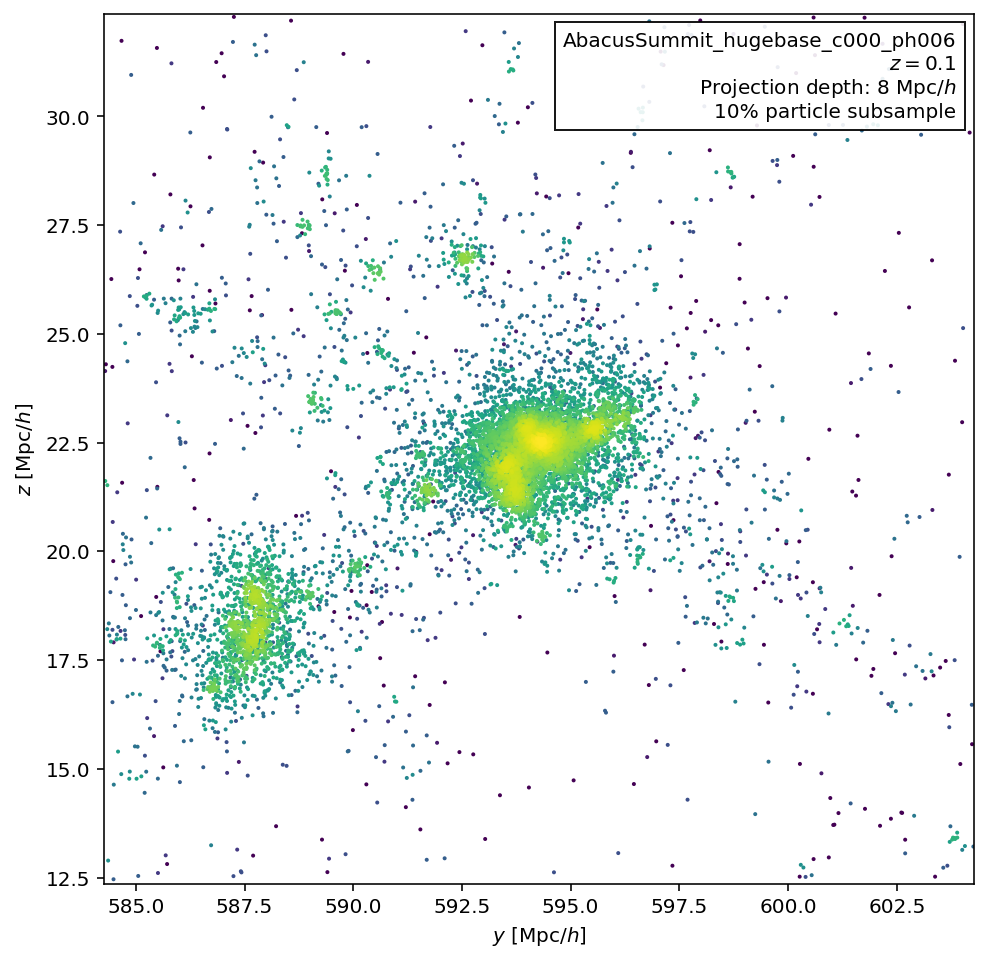 AbacusSummit_hugebase_c000_ph006
z = 0.1
Projection depth: 8 Mpc/h
10% particle subsample
30.0
27.5
25.0
22.5
20.0
17.5
15.0
12.5
z [Mpc/h]
585.0 587.5 590.0 592.5 595.0 597.5 600.0 602.5
y [Mpc/h]